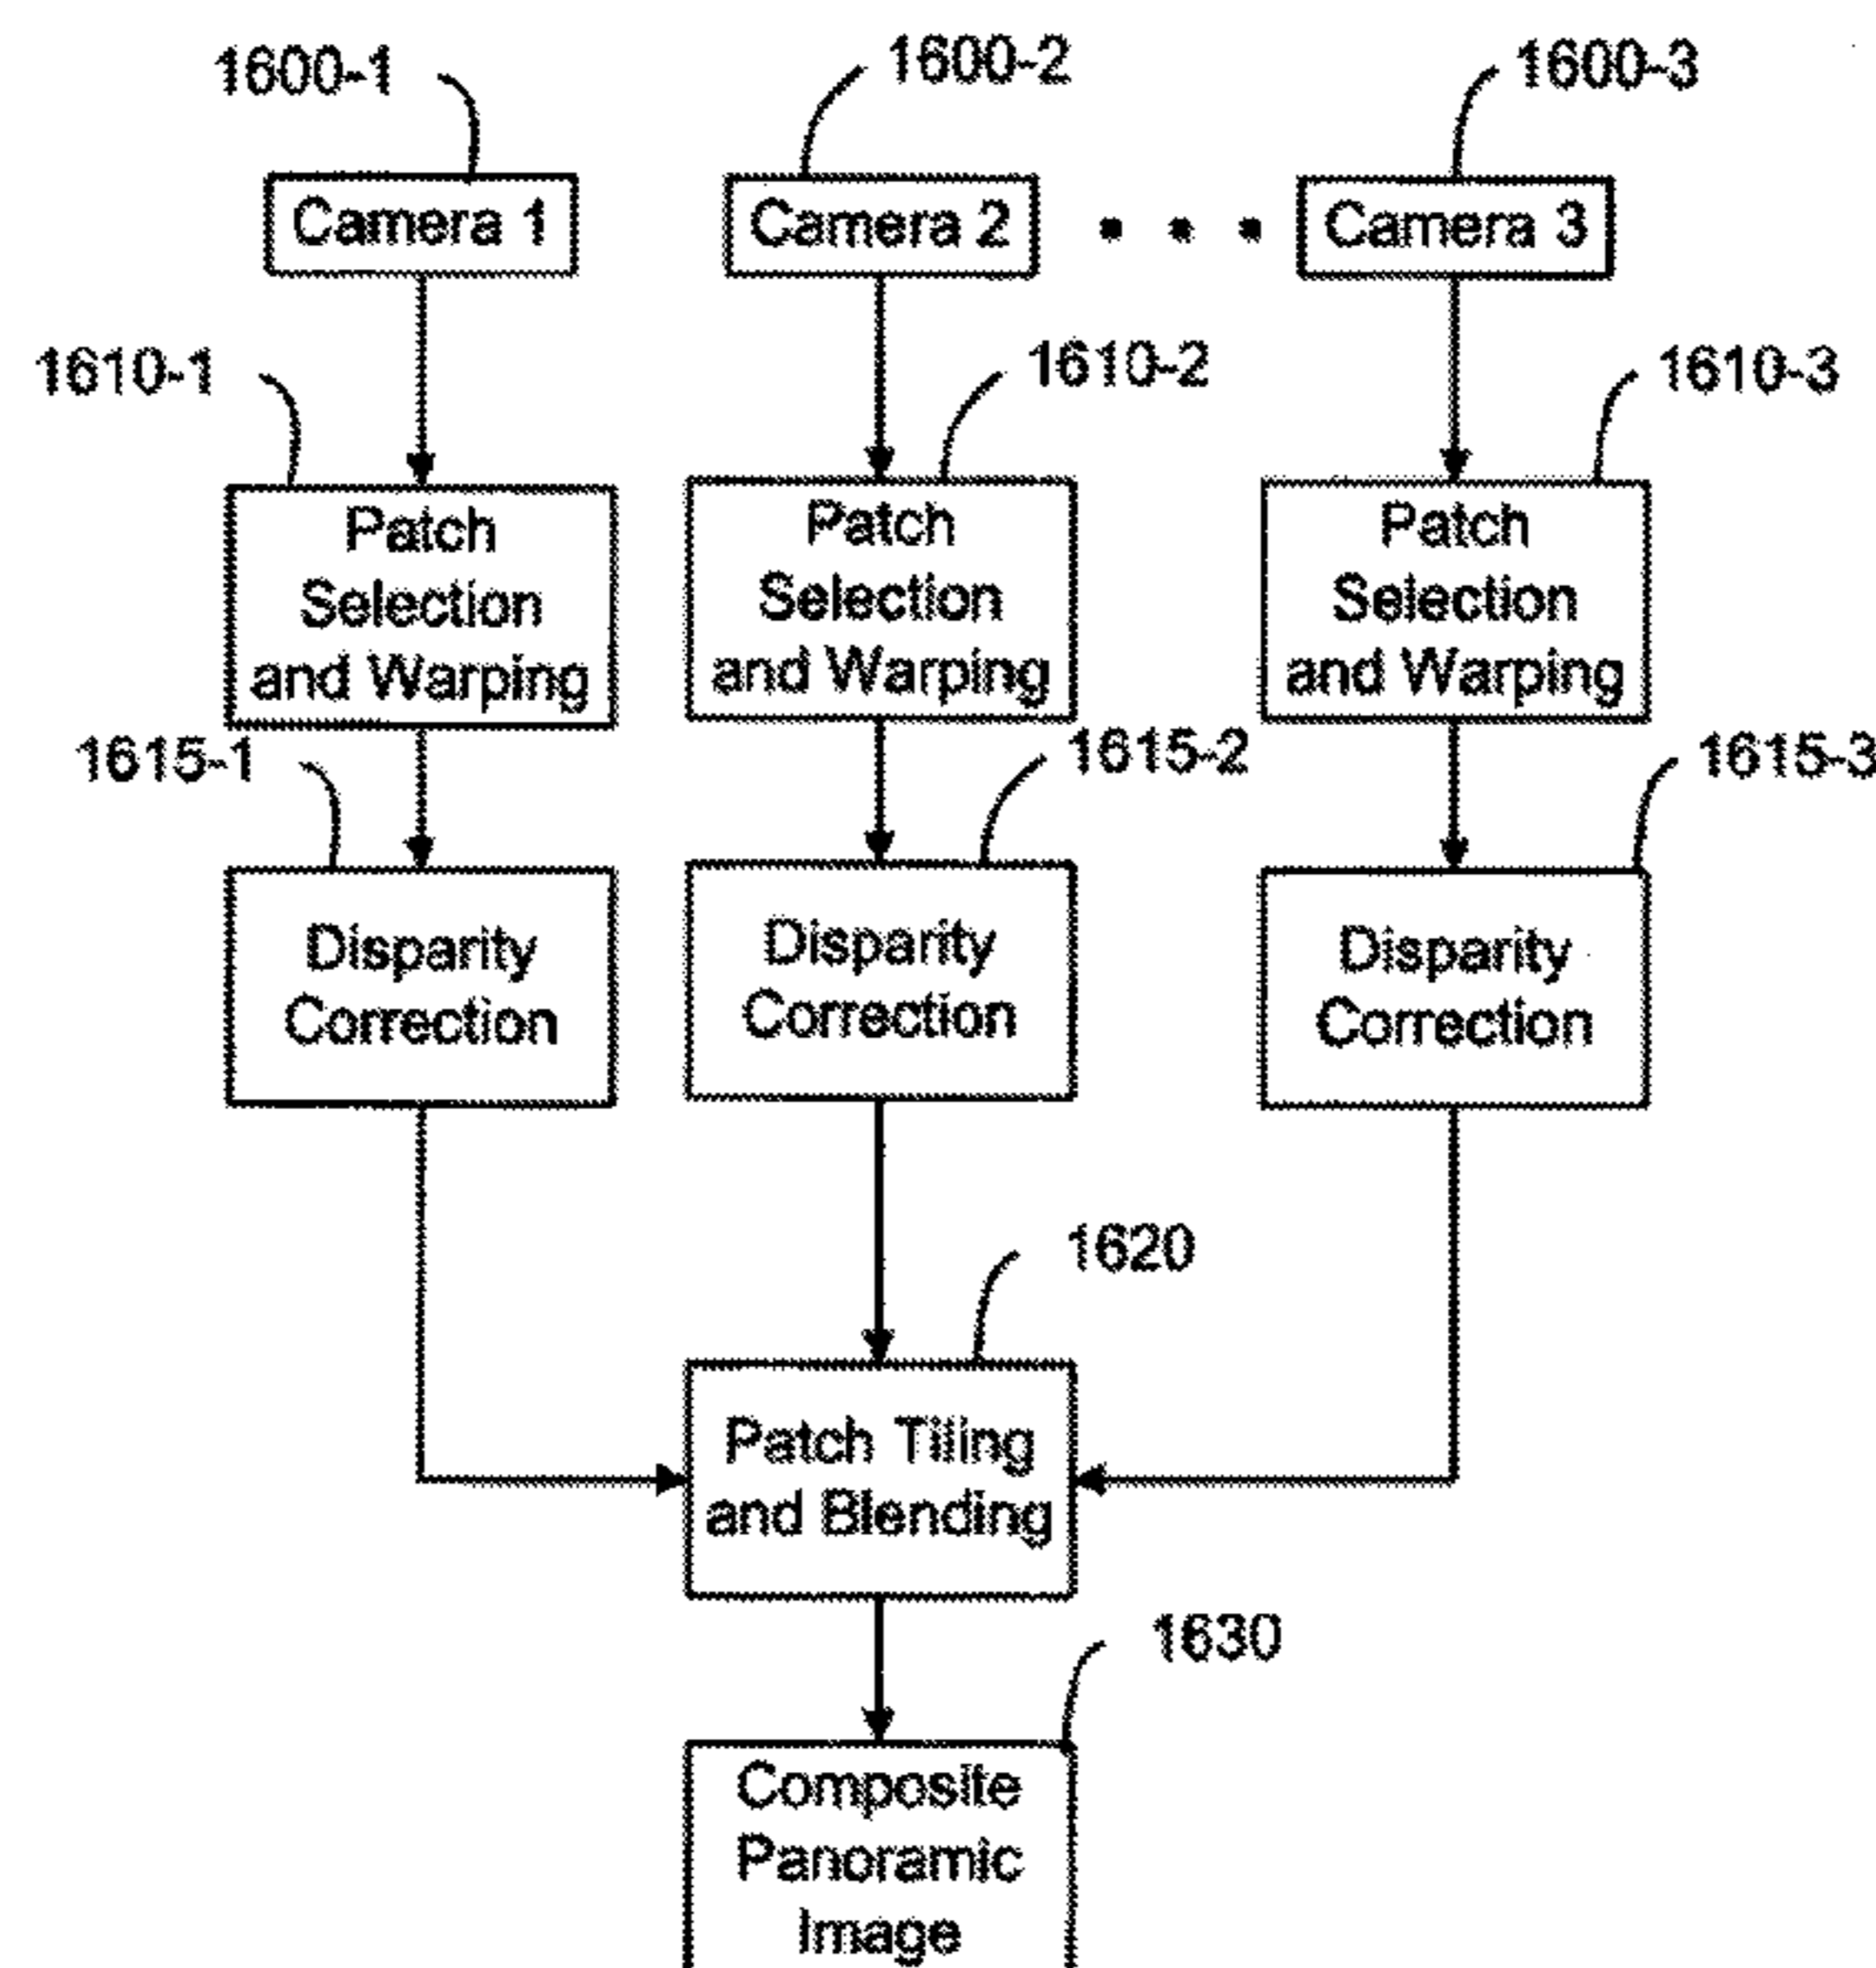 1600-1
1600-2
1600-3
Camera 1
Camera 2
Camera 3
1610-1
1610-2
1610-3
Patch
Selection
and Warping
Patch
Selection
and Warping
Patch
Selection
and Warping
1615-1
1615-2
1615-3
Disparity
Correction
Disparity
Correction
Disparity
Correction
1620
Patch Tiling
and Blending
1630
Composite
Panoramic
Image